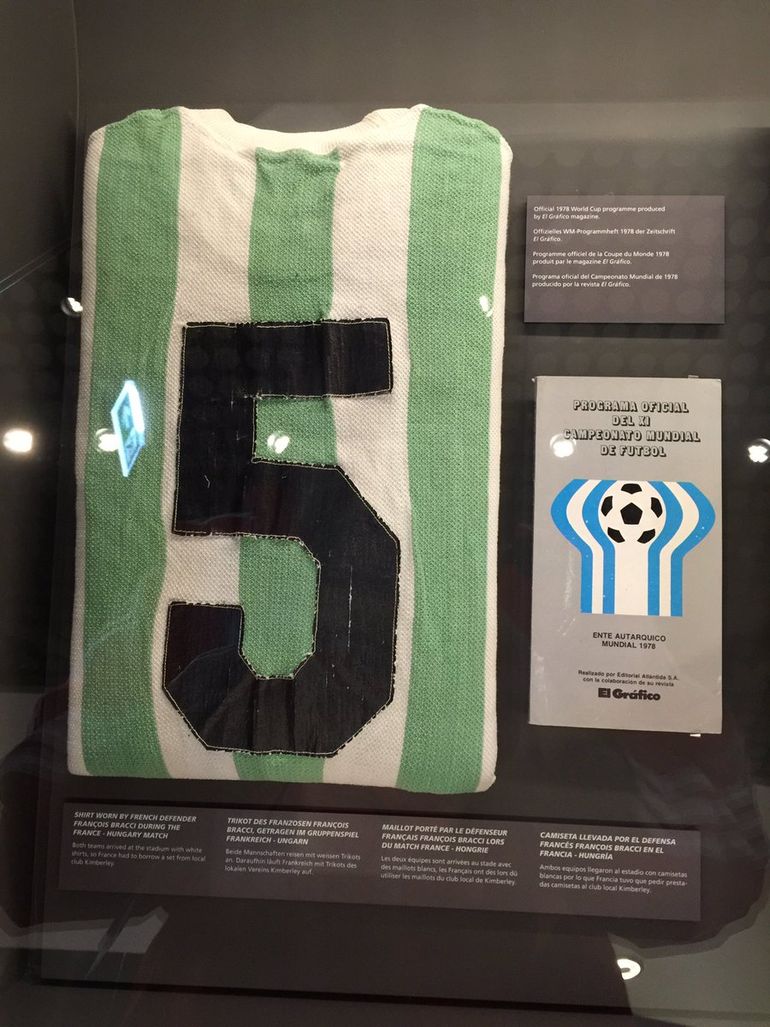 5
Official 1978 World Cup programme produced
by El Gráfico magazine.
Offizielles WM-Programmheft 1978 der Zeitschrift
El Gráfico.
Programme officiel de la Coupe du Monde 1978
produit par le magazine El Gráfico.
Programa oficial del Campeonato Mundial de 1978
producido por la revista El Gráfico.
PROGRAMA OFICIAL
DEL XI
CAMPEONATO MUNDIAL
DE FUTBOL
ENTE AUTARQUICO
MUNDIAL 1978
Realizado por Editorial Atlántida S.A.
con la colaboración de su revista
El Gráfico
SHIRT WORN BY FRENCH DEFENDER
FRANÇOIS BRACCI DURING THE
FRANCE - HUNGARY MATCH
Both teams arrived at the stadium with white
shirts, so France had to borrow a set from local
club Kimberley.
TRIKOT DES FRANZOSEN FRANÇOIS
BRACCI, GETRAGEN IM GRUPPENSPIEL
FRANKREICH - UNGARN
Beide Mannschaften reisen mit weissen Trikots
an. Daraufhin läuft Frankreich mit Trikots des
lokalen Vereins Kimberley auf.
MAILLOT PORTÉ PAR LE DÉFENSEUR
FRANÇAIS FRANÇOIS BRACCI LORS
DU MATCH FRANCE - HONGRIE
Les deux équipes sont arrivées au stade avec
des maillots blancs, les Français ont dès lors dû
utiliser les maillots du club local de Kimberley.
CAMISETA LLEVADA POR EL DEFENSA
FRANCÉS FRANÇOIS BRACCI EN EL
FRANCIA - HUNGRÍA
Ambos equipos llegaron al estadio con camisetas
blancas por lo que Francia tuvo que pedir presta-
das camisetas al club local Kimberley.